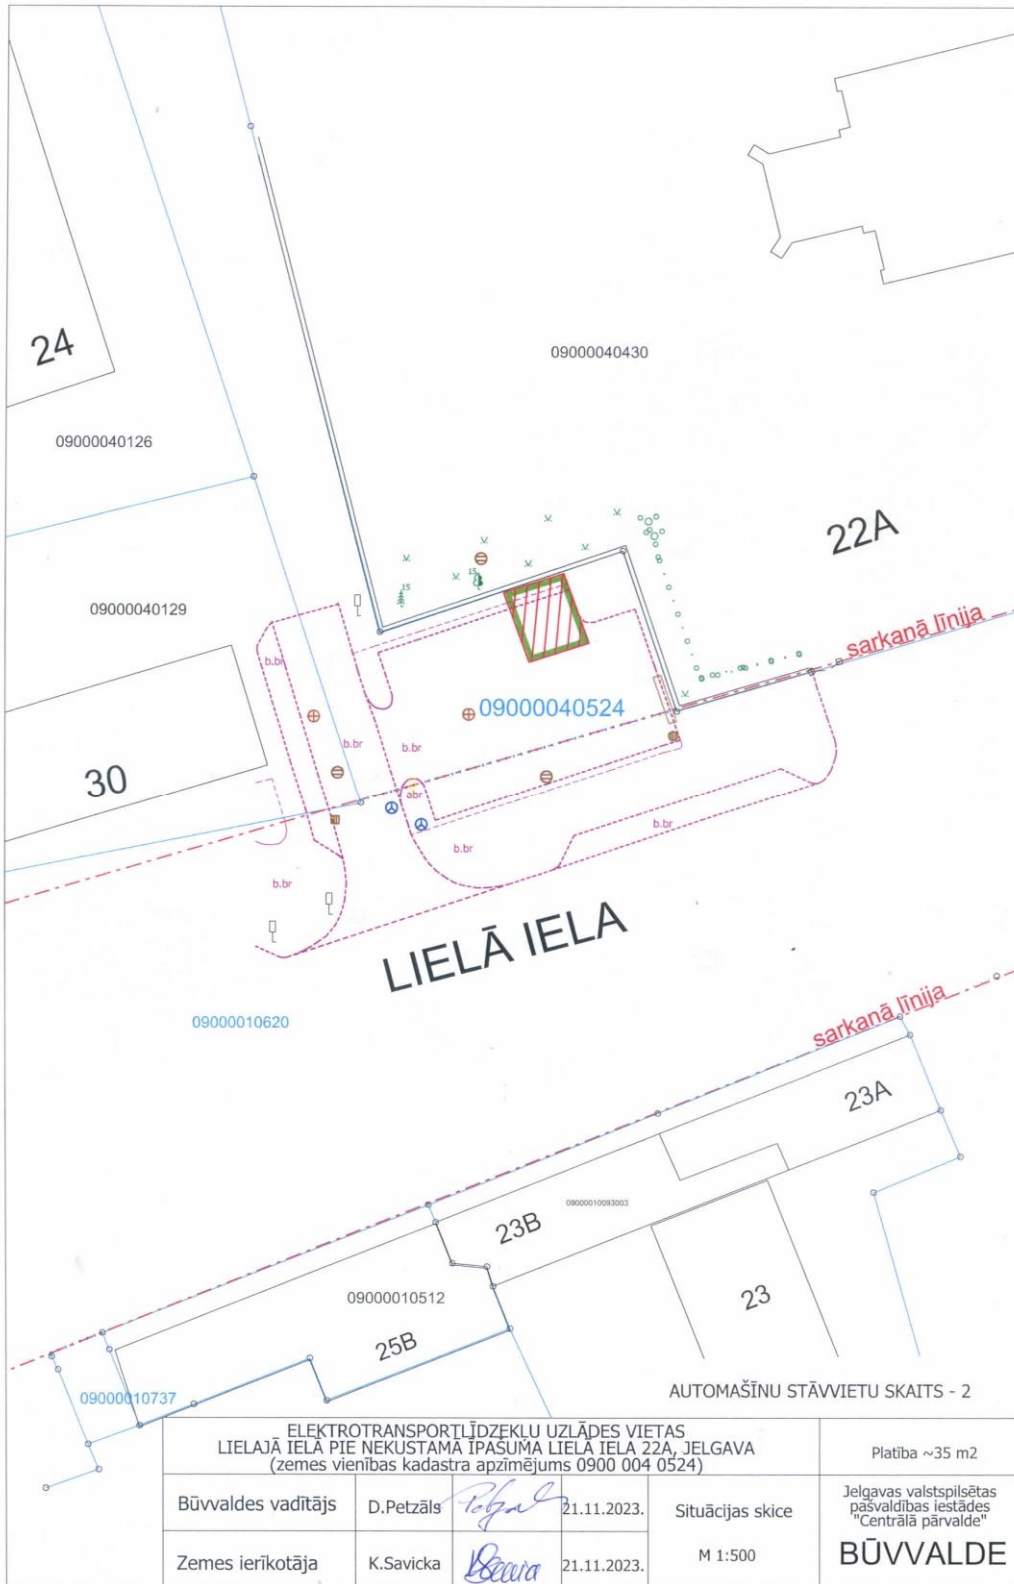 24
09000040430
09000040126
22A
09000040129
15
15
sarkanā līnija
b.br
09000040524
b.br
b.br
30
abr
b.br
b.br
b.br
LIELĀ IELA
sarkanā līnija
09000010620
23A
09000010093003
23B
09000010512
23
25B
09000010737
AUTOMAŠĪNU STĀVVIETU SKAITS - 2
ELEKTROTRANSPORTLĪDZEKĻU UZLĀDES VIETAS
LIELAJĀ IELĀ PIE NEKUSTAMĀ ĪPAŠUMA LIELĀ IELA 22A, JELGAVA
(zemes vienības kadastra apzīmējums 0900 004 0524)
Platība ~35 m2
Būvvaldes vadītājs D.Petzāls 21.11.2023.
Situācijas skice
M 1:500
Jelgavas valstspilsētas
pašvaldības iestādes
"Centrālā pārvalde"
BŪVVALDE
Zemes ierīkotāja K.Savicka 21.11.2023.